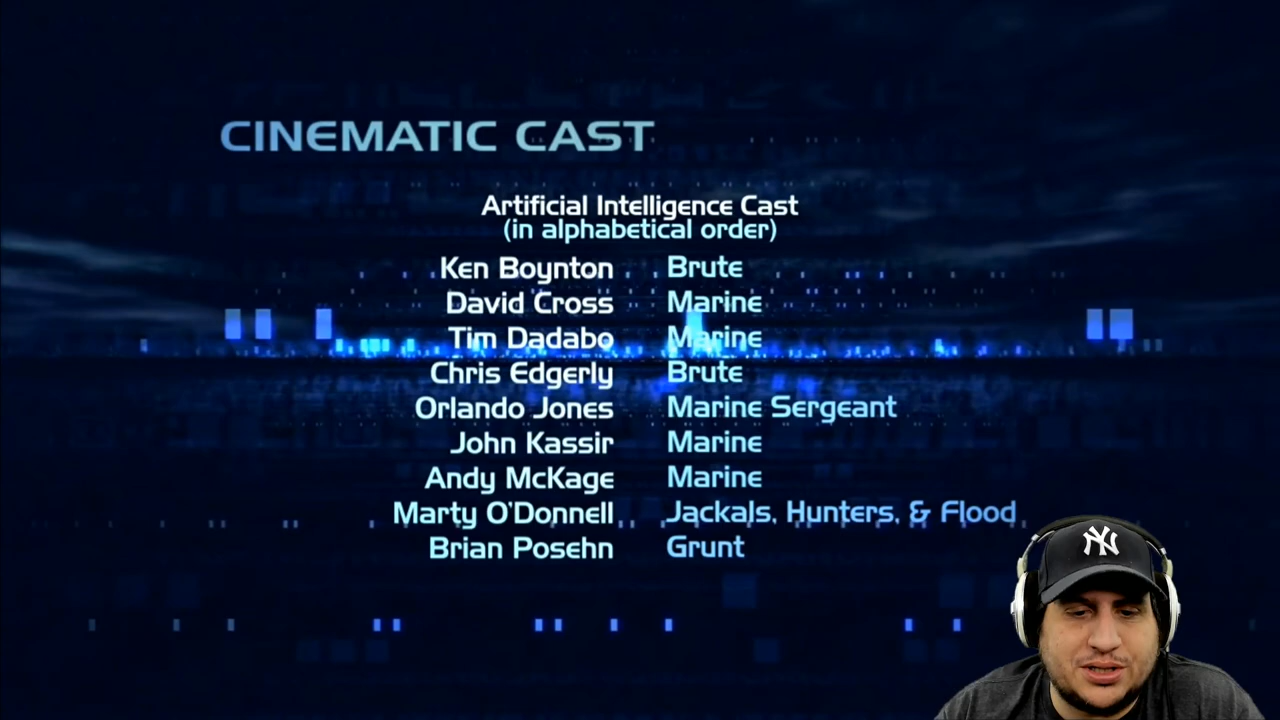 CINEMATIC CAST
Artificial Intelligence Cast
(in alphabetical order)
Ken Boynton Brute
David Cross Marine
Tim Dadabo Marine
Chris Edgerly Brute
Orlando Jones Marine Sergeant
John Kassir Marine
Andy McKage Marine
Marty O'Donnell Jackals, Hunters, & Flood
Brian Posehn Grunt
NY